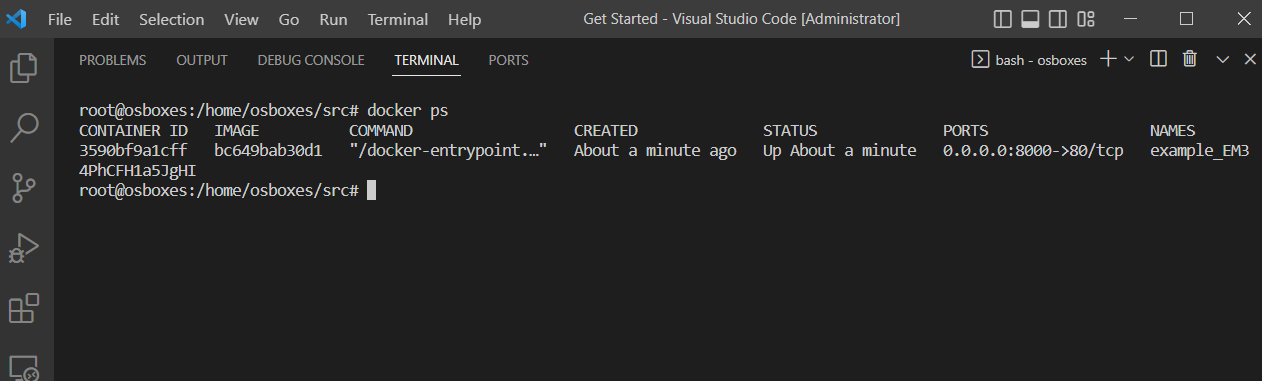 File Edit Selection View Go Run Terminal Help Get Started - Visual Studio Code [Administrator]
PROBLEMS OUTPUT DEBUG CONSOLE TERMINAL PORTS bash - osboxes
root@osboxes:/home/osboxes/src# docker ps
CONTAINER ID IMAGE COMMAND CREATED STATUS PORTS NAMES
3590bf9a1cff bc649bab30d1 "/docker-entrypoint.…" About a minute ago Up About a minute 0.0.0.0:8000->80/tcp example_EM3
4PhCFH1a5JgHI
root@osboxes:/home/osboxes/src#